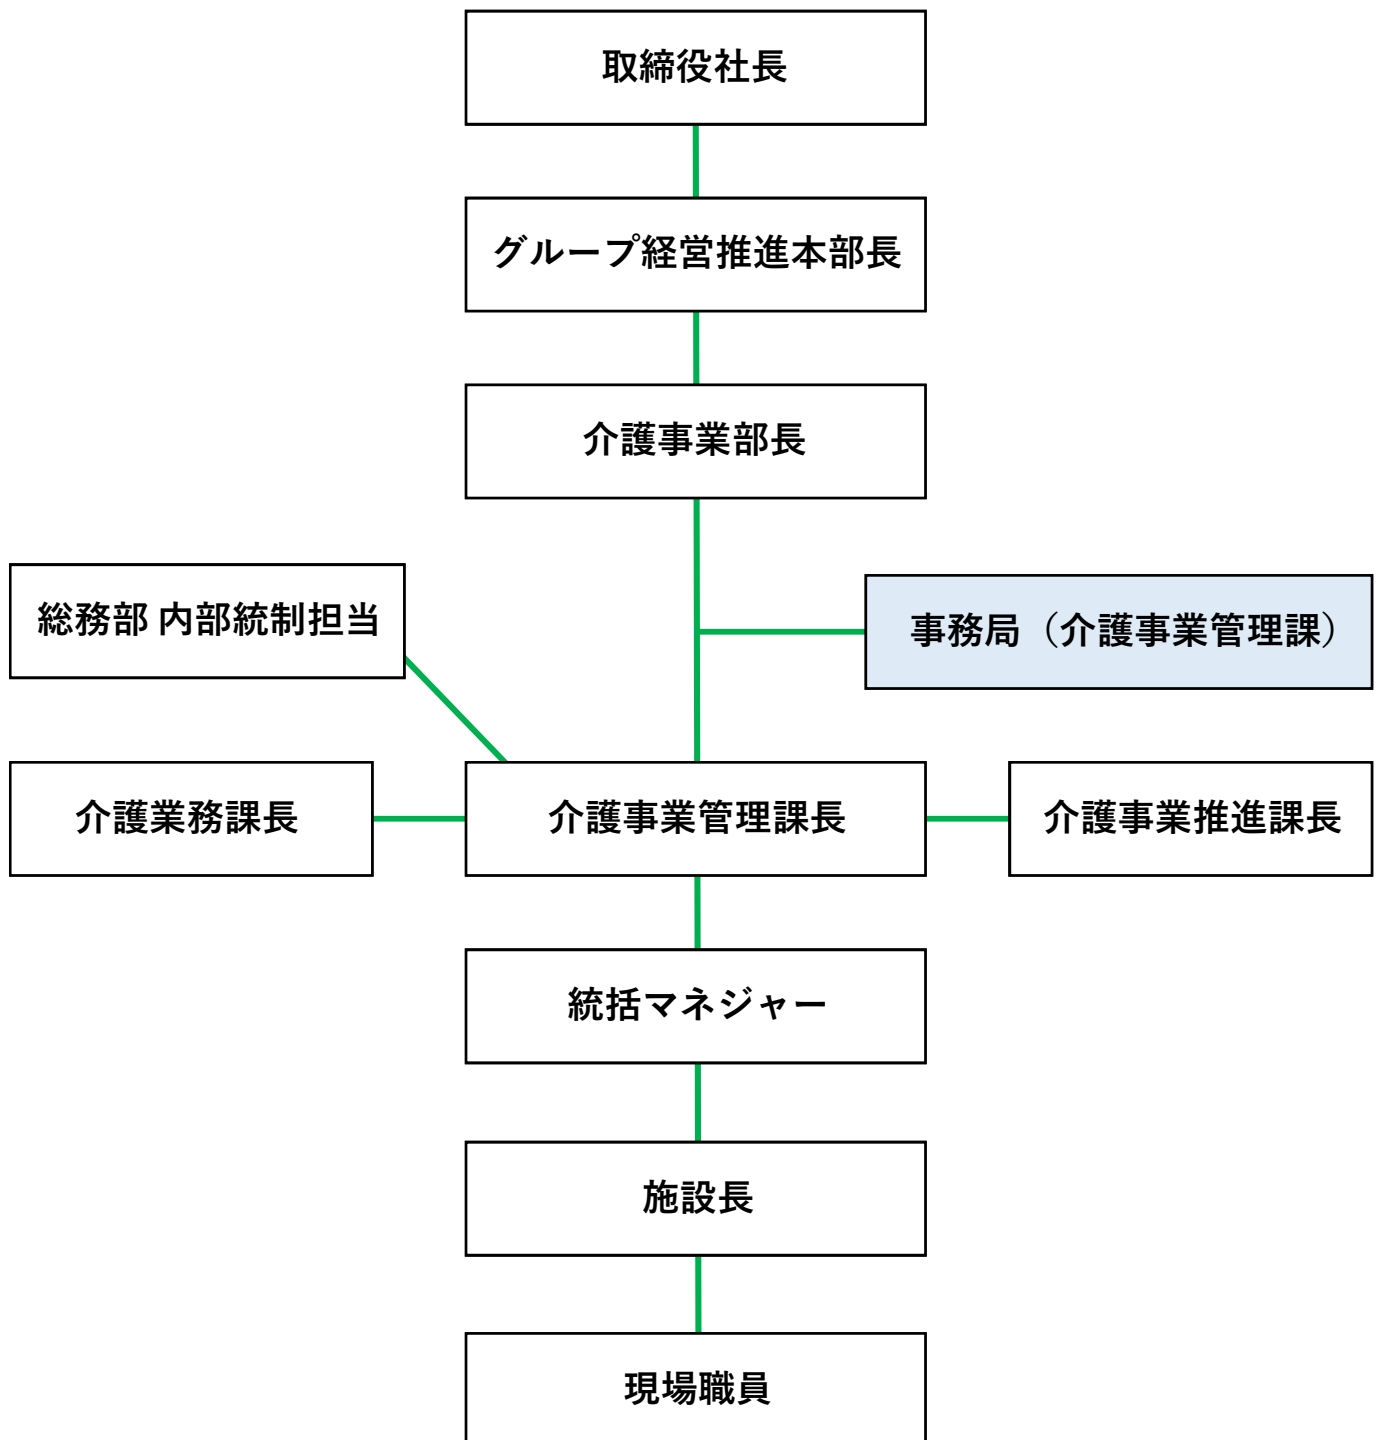 取締役社長
グループ経営推進本部長
介護事業部長
総務部 内部統制担当
事務局（介護事業管理課）
介護業務課長
介護事業管理課長
介護事業推進課長
統括マネジャー
施設長
現場職員